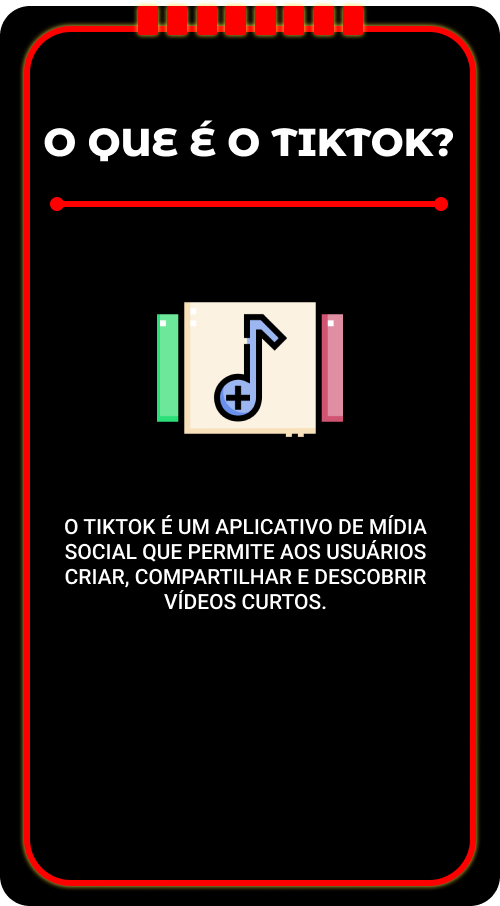 O QUE É O TIKTOK?
O TIKTOK É UM APLICATIVO DE MÍDIA
SOCIAL QUE PERMITE AOS USUÁRIOS
CRIAR, COMPARTILHAR E DESCOBRIR
VÍDEOS CURTOS.